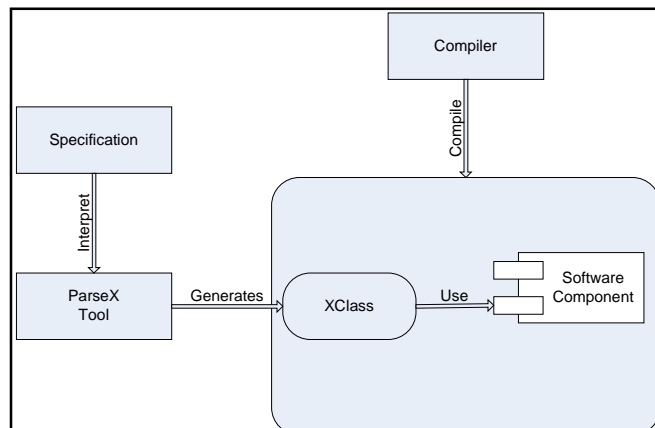 Compiler
Compile
Specification
Interpret
ParseX
Tool
Generates
XClass
Use
Software
Component